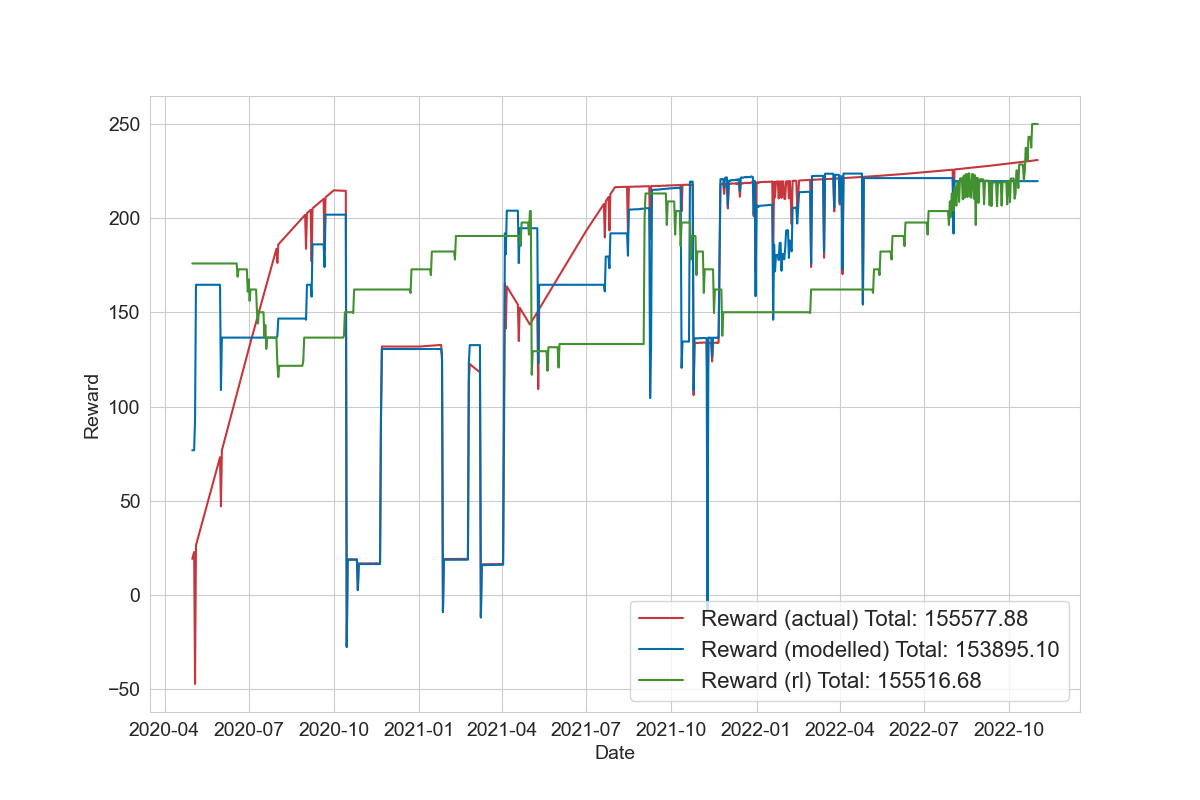 250
200
150
100
50
0
−50
Reward
Reward (actual) Total: 155577.88
Reward (modelled) Total: 153895.10
Reward (rl) Total: 155516.68
2020-04 2020-07 2020-10 2021-01 2021-04 2021-07 2021-10 2022-01 2022-04 2022-07 2022-10
Date